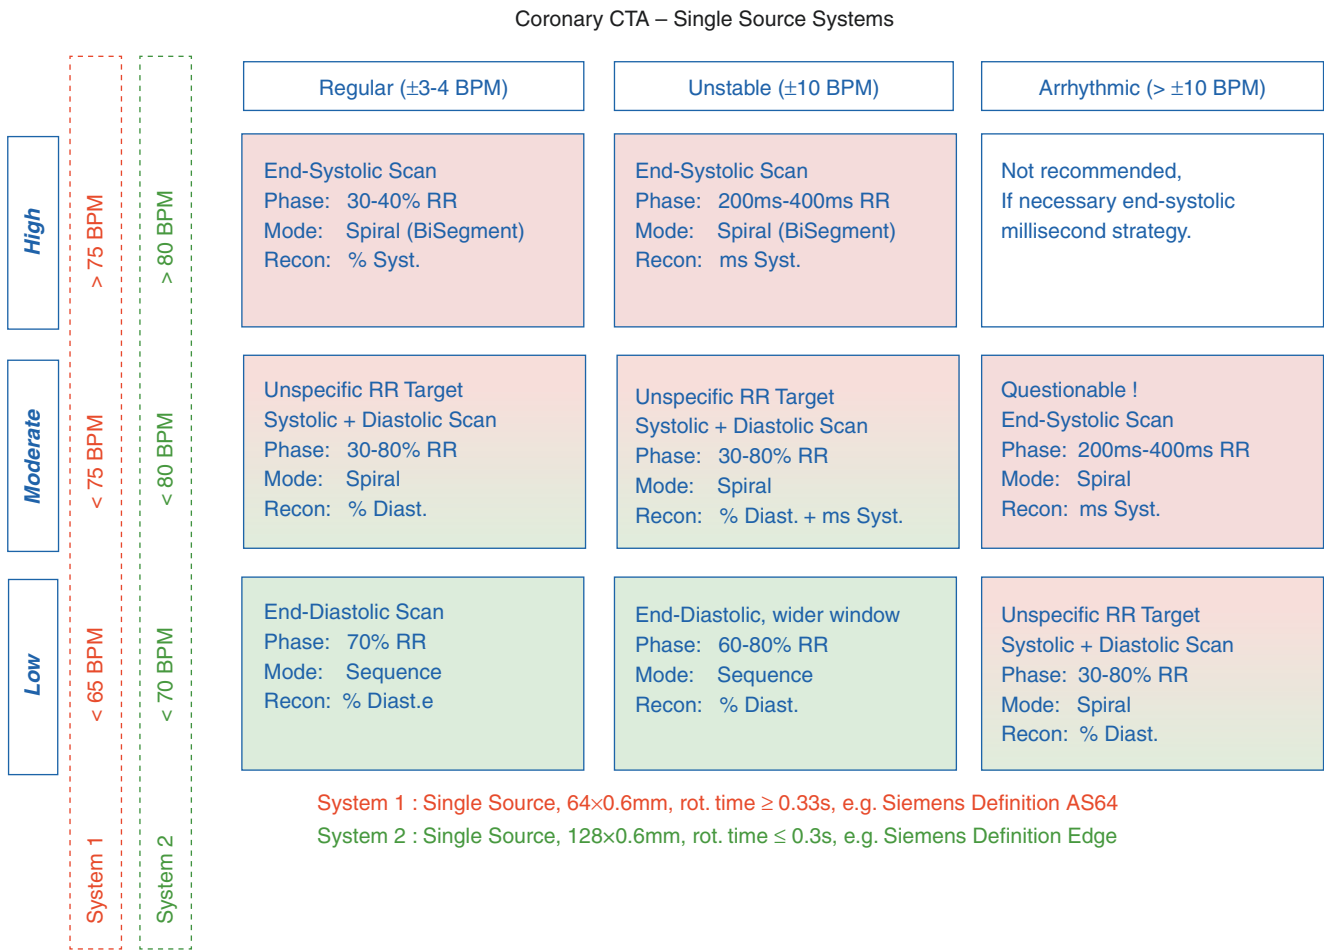 Coronary CTA – Single Source Systems
Regular (±3-4 BPM)
Unstable (±10 BPM)
Arrhythmic (> ±10 BPM)
High
> 75 BPM
> 80 BPM
End-Systolic Scan
Phase: 30-40% RR
Mode: Spiral (BiSegment)
Recon: % Syst.
End-Systolic Scan
Phase: 200ms-400ms RR
Mode: Spiral (BiSegment)
Recon: ms Syst.
Not recommended,
If necessary end-systolic
millisecond strategy.
Moderate
< 75 BPM
< 80 BPM
Unspecific RR Target
Systolic + Diastolic Scan
Phase: 30-80% RR
Mode: Spiral
Recon: % Diast.
Unspecific RR Target
Systolic + Diastolic Scan
Phase: 30-80% RR
Mode: Spiral
Recon: % Diast. + ms Syst.
Questionable !
End-Systolic Scan
Phase: 200ms-400ms RR
Mode: Spiral
Recon: ms Syst.
Low
< 65 BPM
< 70 BPM
End-Diastolic Scan
Phase: 70% RR
Mode: Sequence
Recon: % Diast.e
End-Diastolic, wider window
Phase: 60-80% RR
Mode: Sequence
Recon: % Diast.
Unspecific RR Target
Systolic + Diastolic Scan
Phase: 30-80% RR
Mode: Spiral
Recon: % Diast.
System 1
System 2
System 1 : Single Source, 64×0.6mm, rot. time ≥ 0.33s, e.g. Siemens Definition AS64
System 2 : Single Source, 128×0.6mm, rot. time ≤ 0.3s, e.g. Siemens Definition Edge